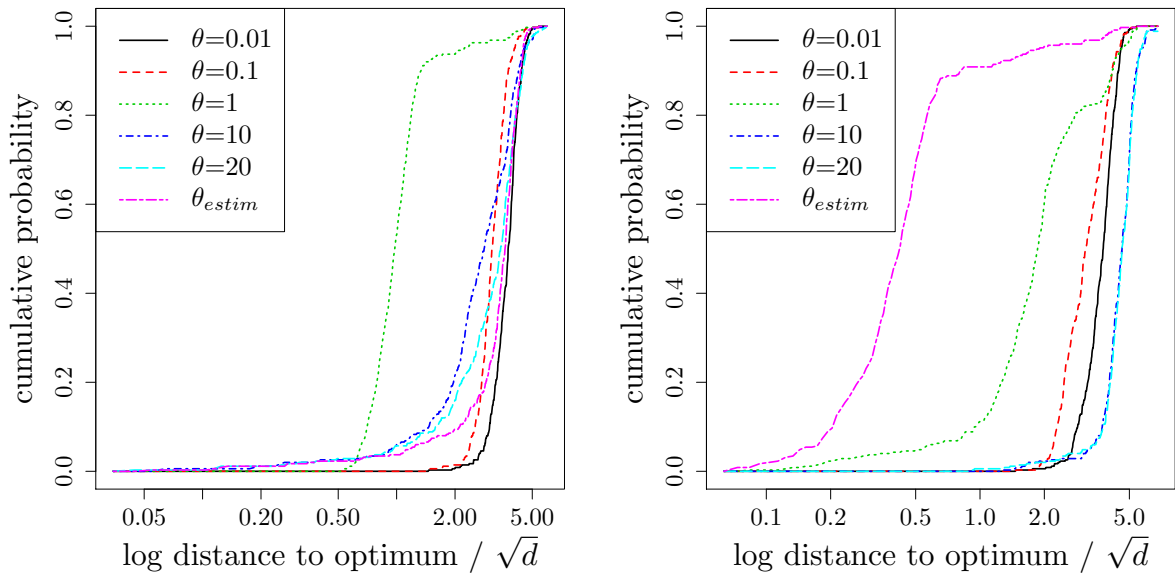 cumulative probability
1.0
0.8
0.6
0.4
0.2
0.0
θ=0.01
θ=0.1
θ=1
θ=10
θ=20
θestim
0.05 0.20 0.50 2.00 5.00
log distance to optimum / √d
cumulative probability
1.0
0.8
0.6
0.4
0.2
0.0
θ=0.01
θ=0.1
θ=1
θ=10
θ=20
θestim
0.1 0.2 0.5 1.0 2.0 5.0
log distance to optimum / √d